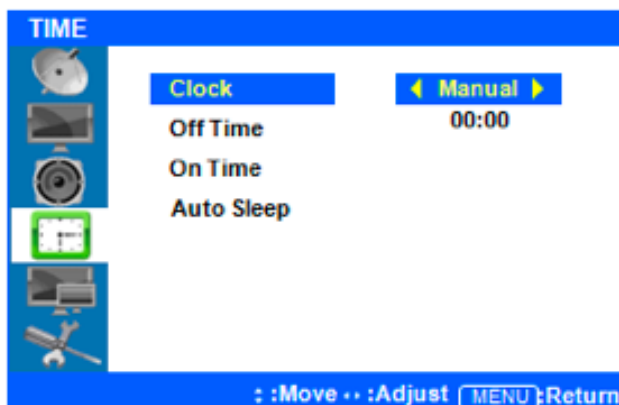 TIME
Clock Manual
Off Time 00:00
On Time
Auto Sleep
:Move :Adjust MENU:Return